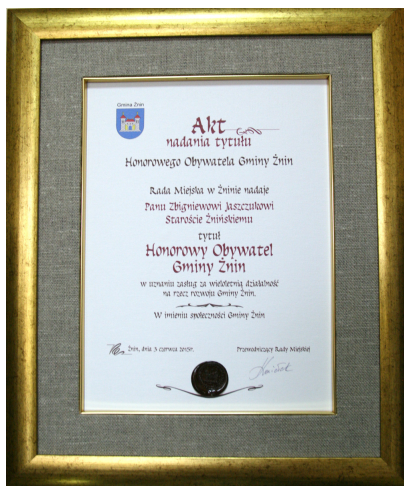 Gmina Żnin
Akt
nadania tytułu
Honorowego Obywatela Gminy Żnin
Rada Miejska w Żninie nadaje
Panu Zbigniewowi Jaszczukowi
Staroście Żnińskiemu
tytuł
Honorowy Obywatel
Gminy Żnin
w uznaniu zasług za wieloletnią działalność
na rzecz rozwoju Gminy Żnin.
W imieniu społeczności Gminy Żnin
Żnin, dnia 3 czerwca 2015r. Przewodniczący Rady Miejskiej